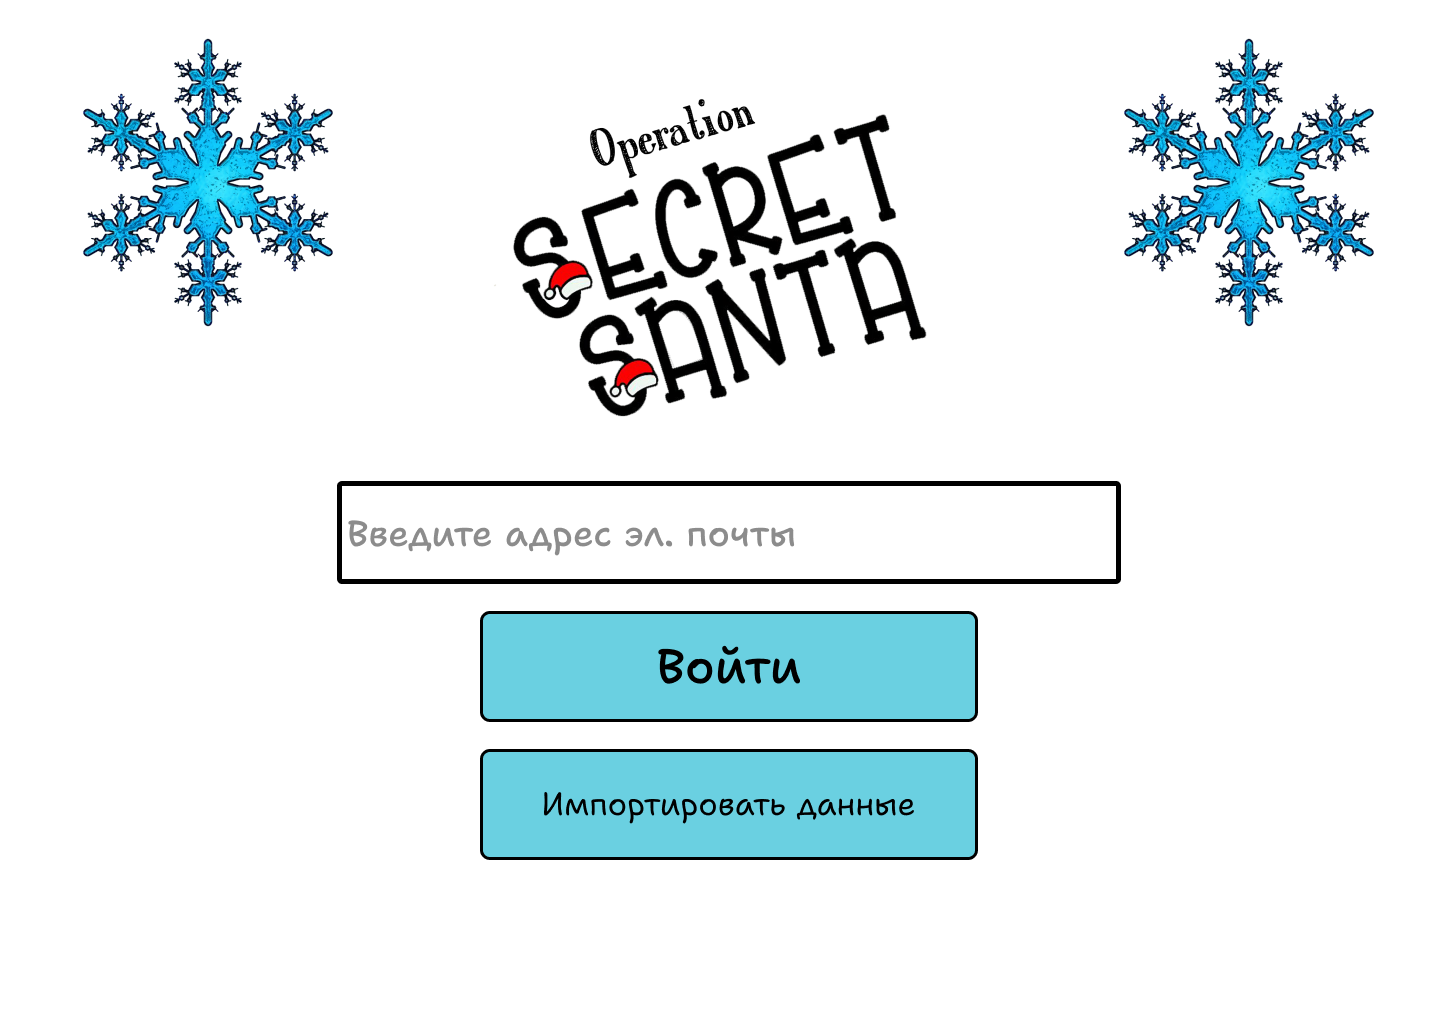 Operation
SECRET
SANTA
Введите адрес эл. почты
Войти
Импортировать данные